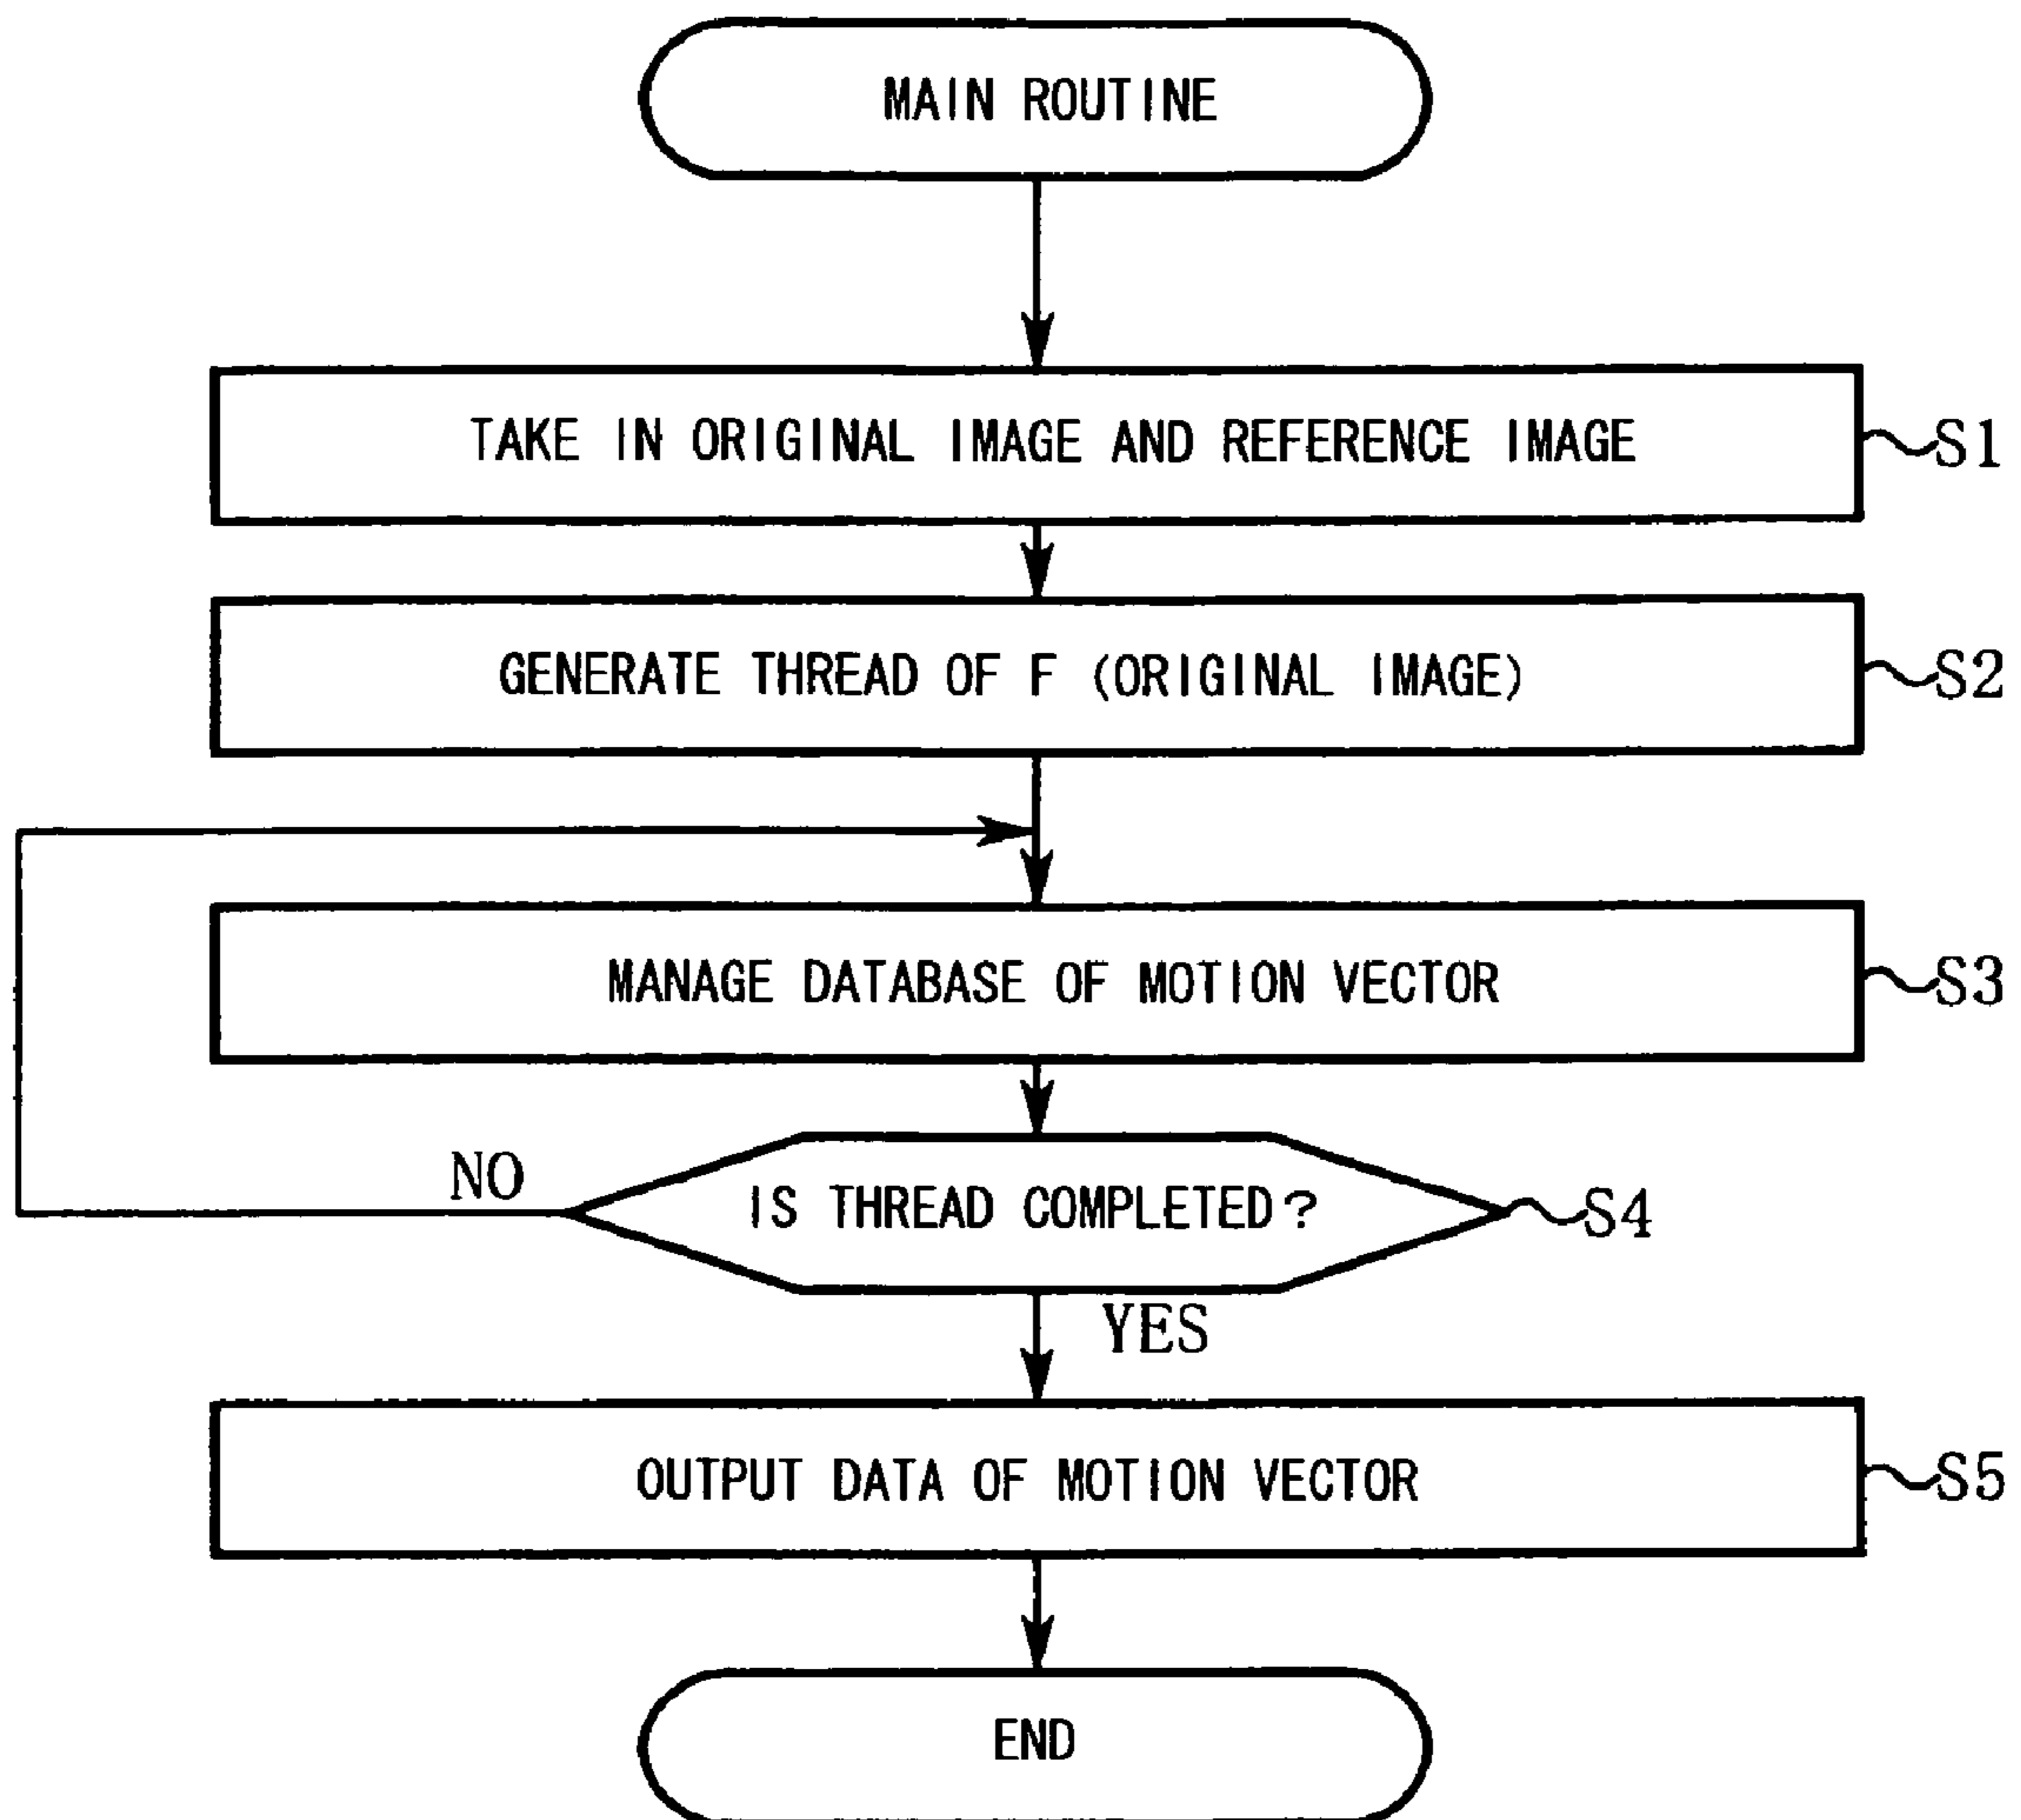 MAIN ROUTINE
TAKE IN ORIGINAL IMAGE AND REFERENCE IMAGE
S1
GENERATE THREAD OF F (ORIGINAL IMAGE)
S2
MANAGE DATABASE OF MOTION VECTOR
S3
NO
IS THREAD COMPLETED?
S4
YES
OUTPUT DATA OF MOTION VECTOR
S5
END